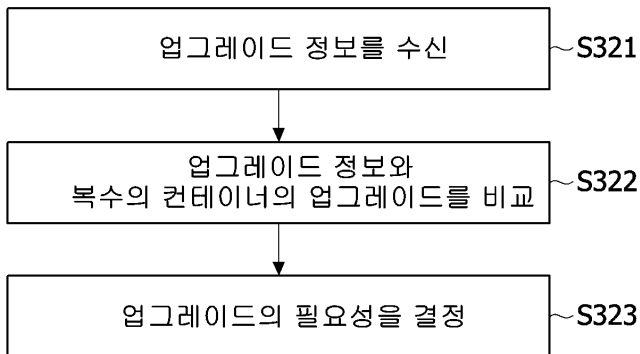 업그레이드 정보를 수신
S321
업그레이드 정보와
복수의 컨테이너의 업그레이드를 비교
S322
업그레이드의 필요성을 결정
S323